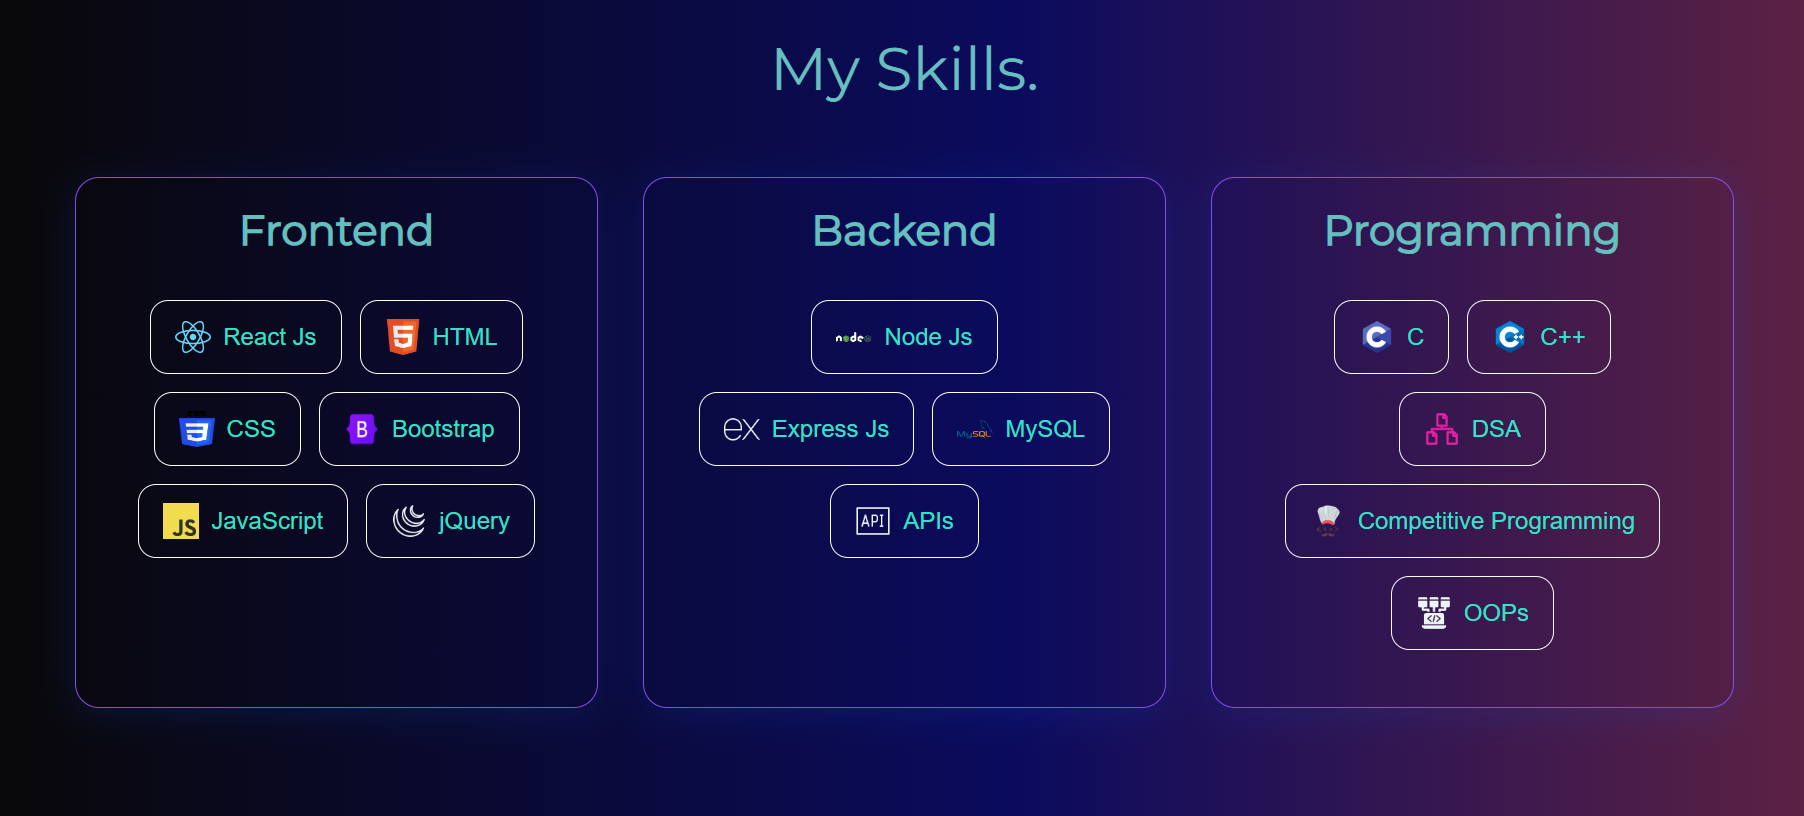 My Skills.
Frontend
React Js
HTML
CSS
Bootstrap
JS
JavaScript
jQuery
Backend
node
Node Js
ex
Express Js
MySQL
MySQL
API
APIs
Programming
C
C
C++
C++
DSA
Competitive Programming
</>
OOPs